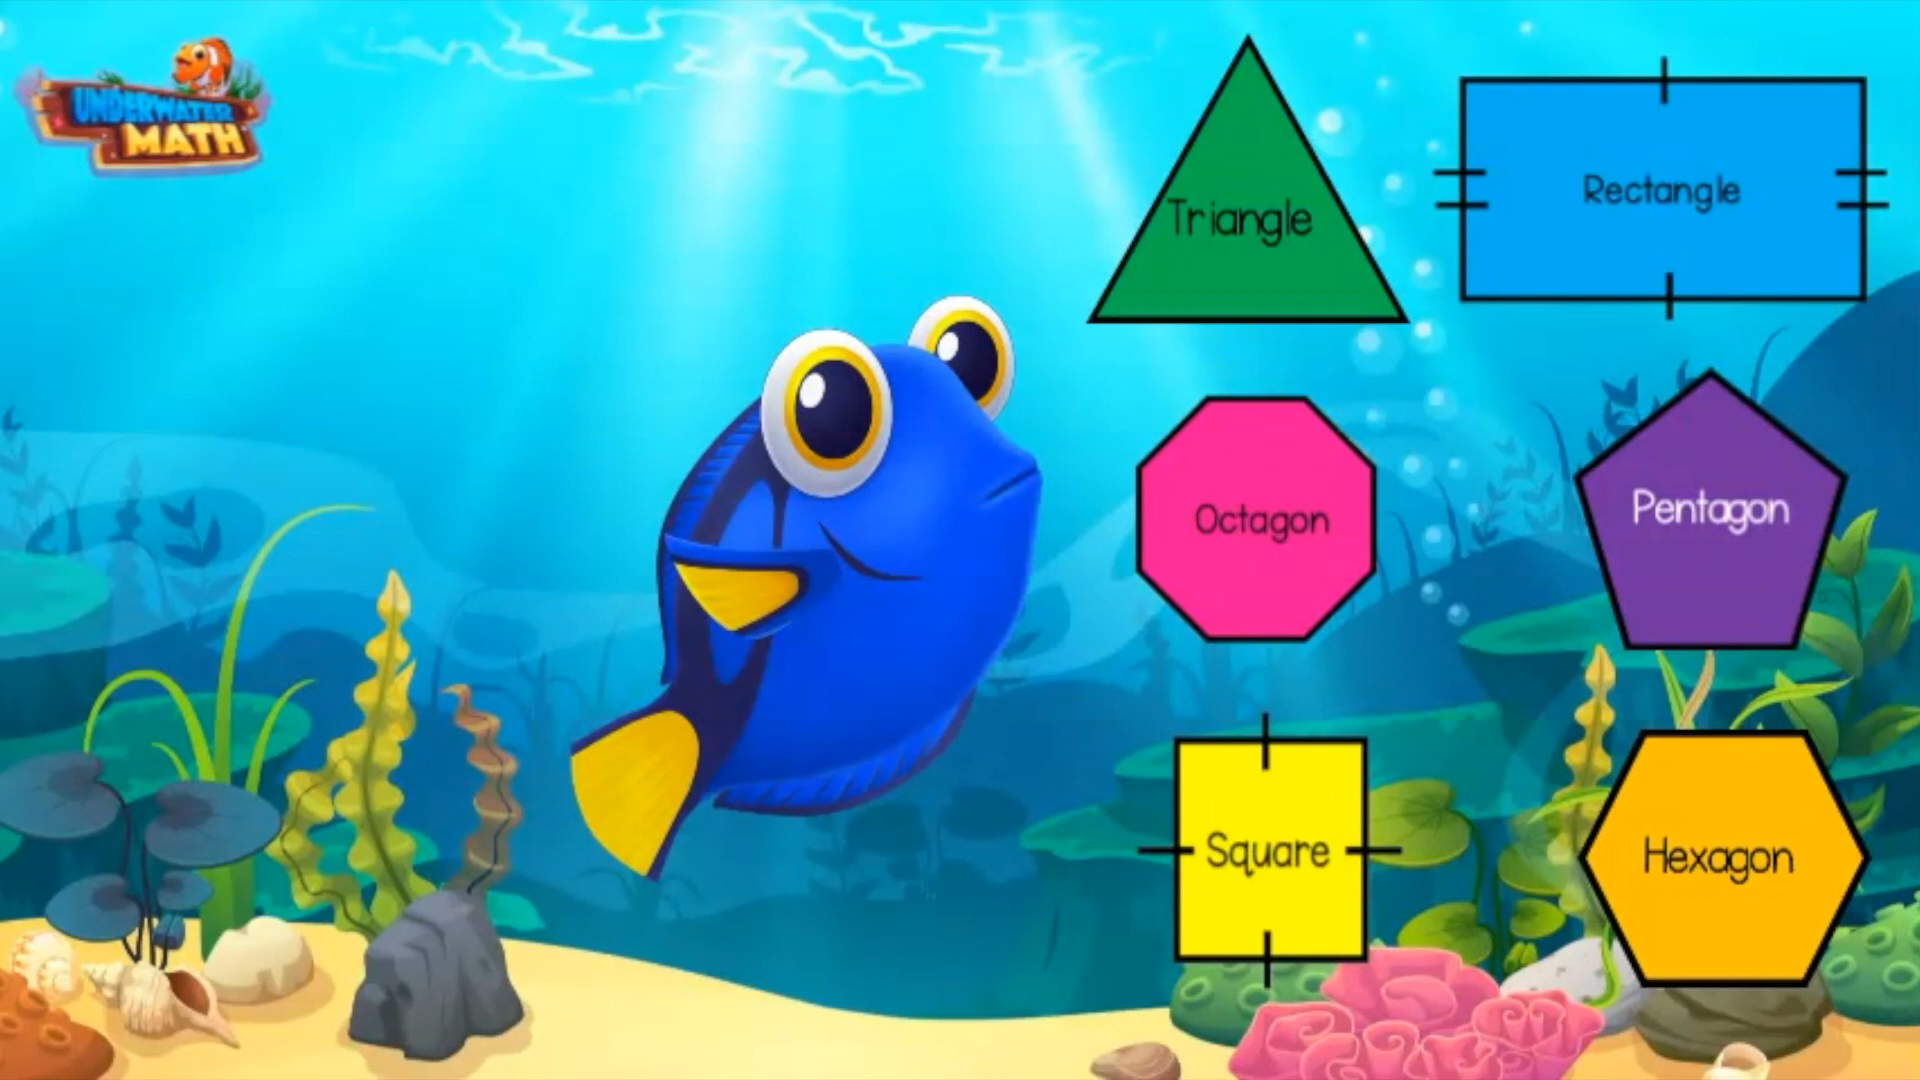 UNDERWATER
MATH
Triangle
Rectangle
Octagon
Pentagon
Square
Hexagon